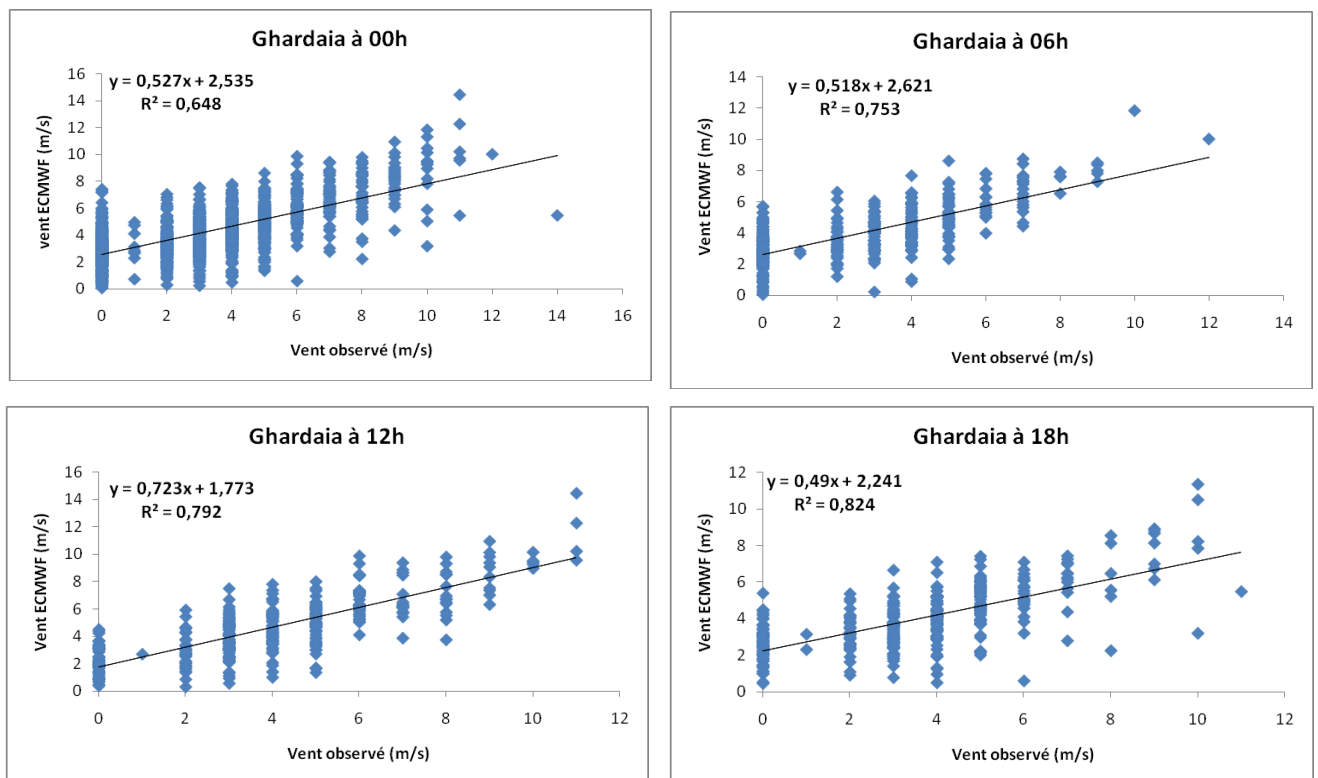 Ghardaia à 00h
y = 0,527x + 2,535
R² = 0,648
vent ECMWF (m/s)
16
14
12
10
8
6
4
2
0
0 2 4 6 8 10 12 14 16
Vent observé (m/s)
Ghardaia à 06h
y = 0,518x + 2,621
R² = 0,753
Vent ECMWF (m/s)
14
12
10
8
6
4
2
0
0 2 4 6 8 10 12 14
Vent observé (m/s)
Ghardaia à 12h
y = 0,723x + 1,773
R² = 0,792
Vent ECMWF (m/s)
16
14
12
10
8
6
4
2
0
0 2 4 6 8 10 12
Vent observé (m/s)
Ghardaia à 18h
y = 0,49x + 2,241
R² = 0,824
Vent ECMWF (m/s)
12
10
8
6
4
2
0
0 2 4 6 8 10 12
Vent observé (m/s)